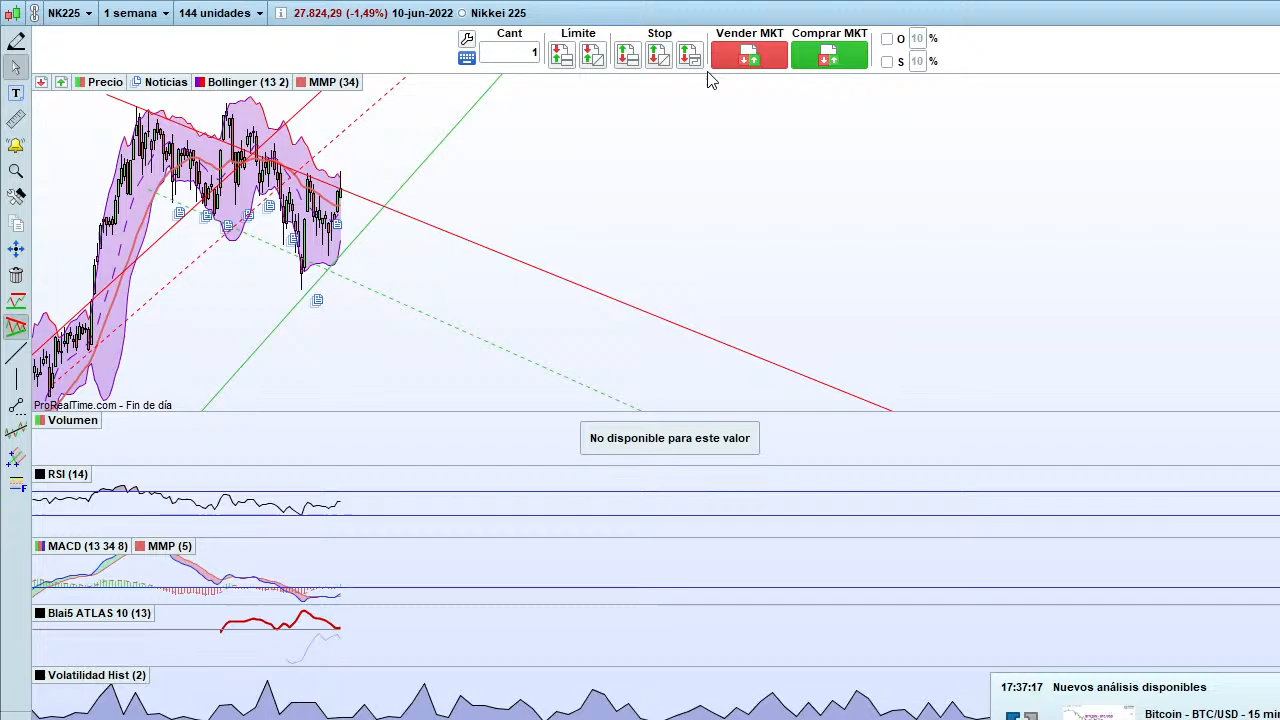 NK225 1 semana 144 unidades 27.824,29 (-1,49%) 10-jun-2022 Nikkei 225
Cant Límite Stop Vender MKT Comprar MKT O 10 %
1
S 10 %
Precio Noticias Bollinger (13 2) MMP (34)
ProRealTime.com - Fin de día
Volumen
No disponible para este valor
RSI (14)
MACD (13 34 8) MMP (5)
Blai5 ATLAS 10 (13)
Volatilidad Hist (2)
17:37:17 Nuevos análisis disponibles
Bitcoin - BTC/USD - 15 min